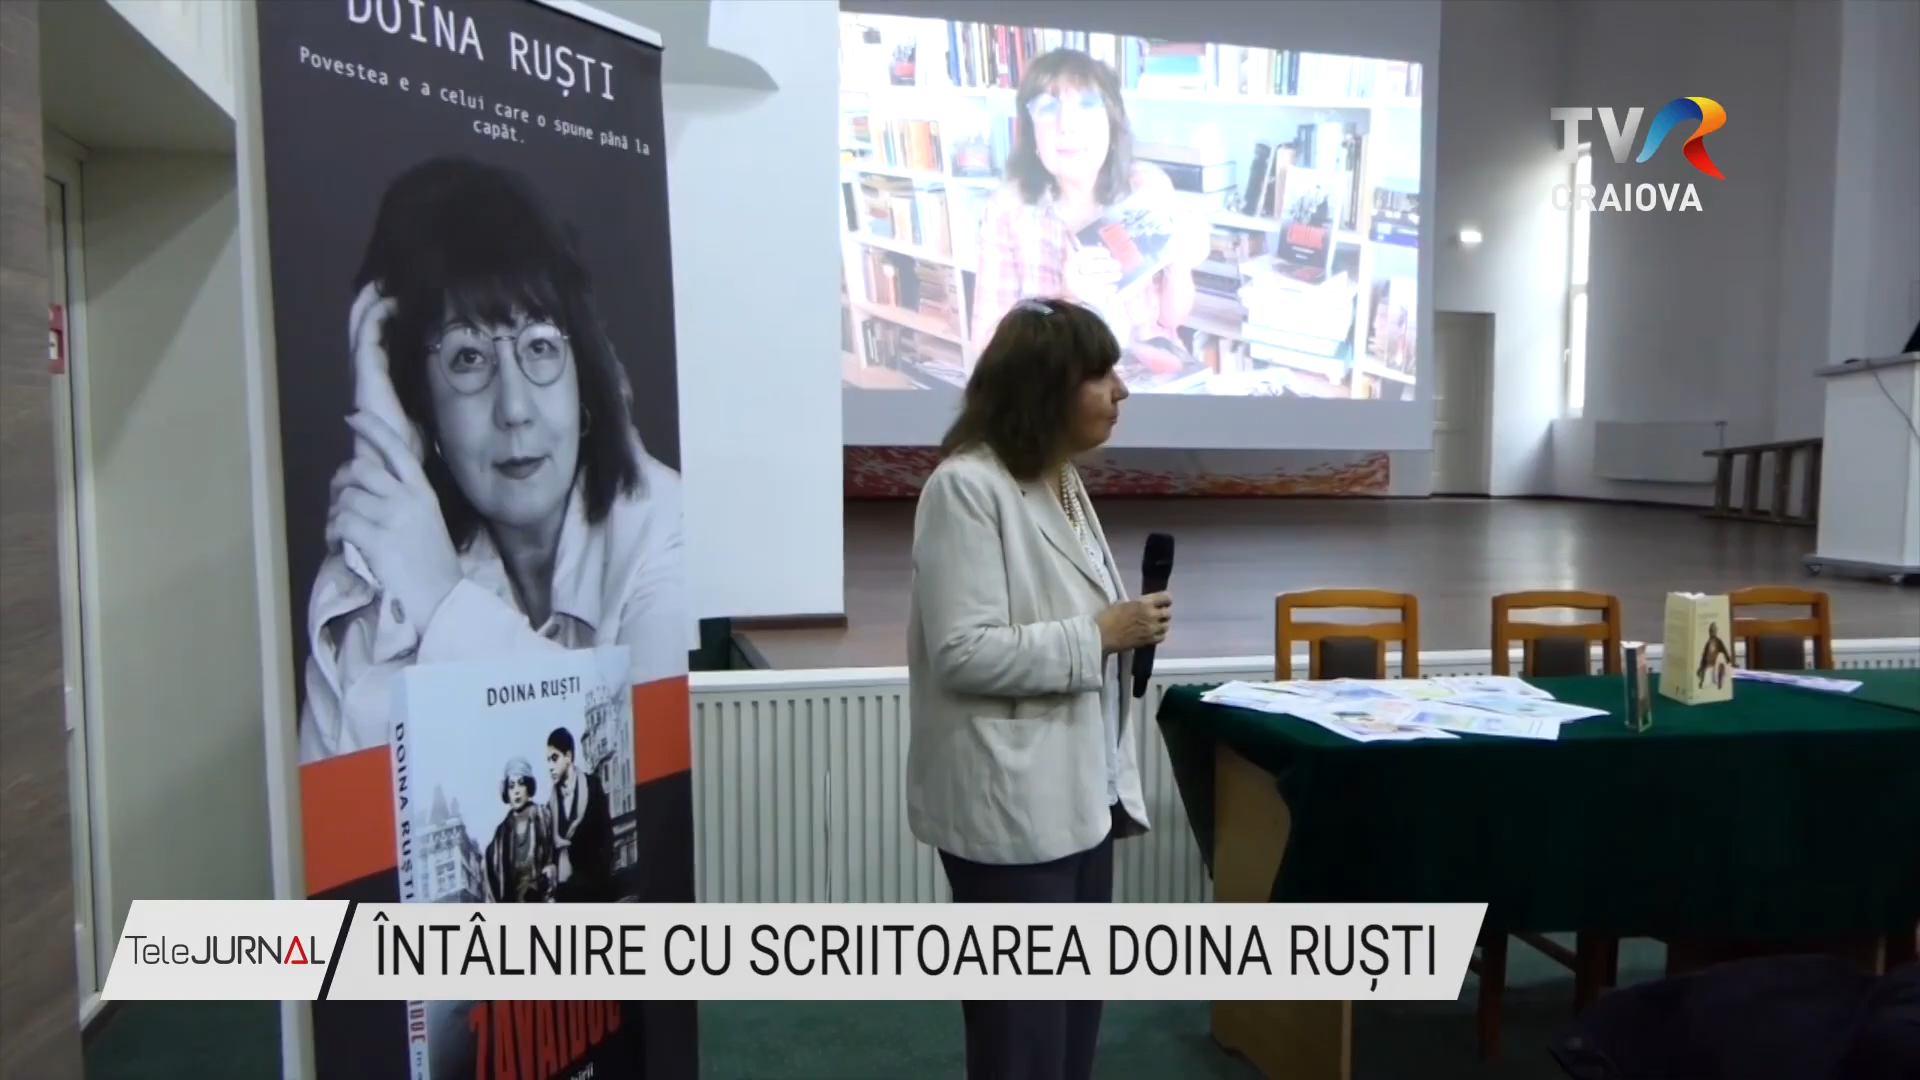 DOINA RUȘTI
Povestea e a celui care o spune până la
capăt.
TVR
CRAIOVA
DOINA RUȘTI
DOINA RUȘTI
TeleJURNAL
ÎNTÂLNIRE CU SCRIITOAREA DOINA RUȘTI
ZAVAIDOC